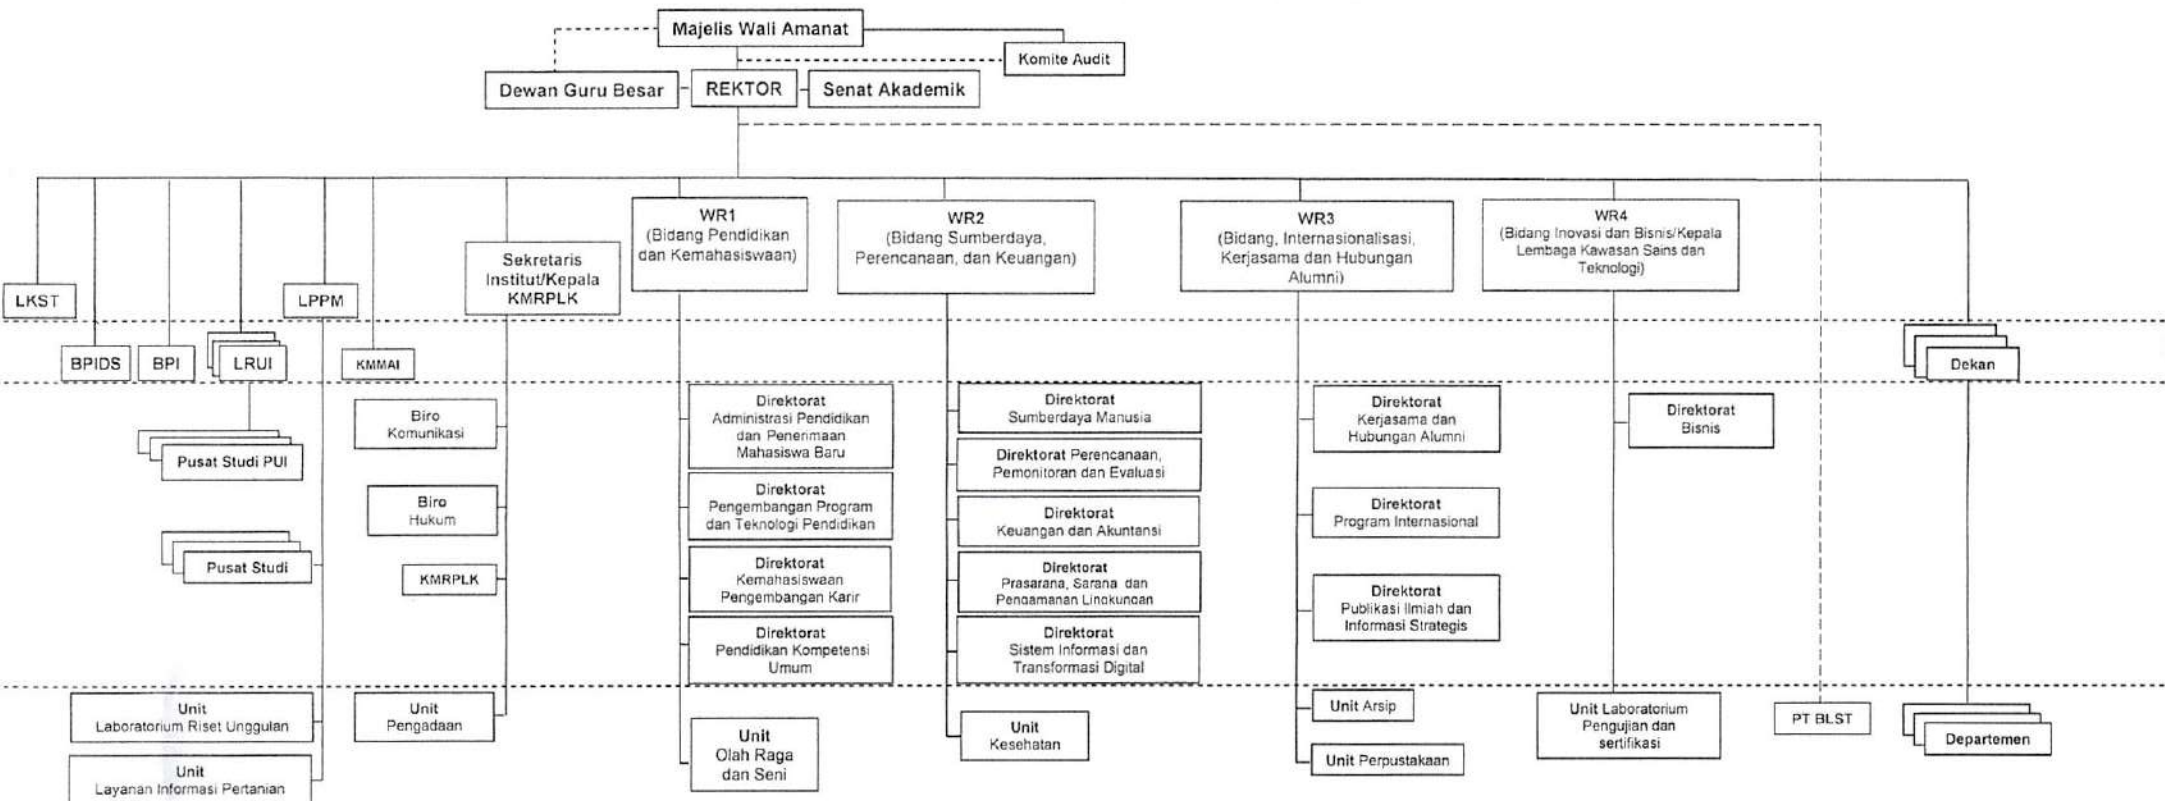 Majelis Wali Amanat
Komite Audit
Dewan Guru Besar
REKTOR
Senat Akademik
WR1
(Bidang Pendidikan
dan Kemahasiswaan)
WR2
(Bidang Sumberdaya,
Perencanaan, dan Keuangan)
WR3
(Bidang, Internasionalisasi,
Kerjasama dan Hubungan
Alumni)
WR4
(Bidang Inovasi dan Bisnis/Kepala
Lembaga Kawasan Sains dan
Teknologi)
Sekretaris
Institut/Kepala
KMRPLK
LKST
LPPM
BPIDS
BPI
LRUI
KMMAI
Dekan
Pusat Studi PUI
Pusat Studi
Biro
Komunikasi
Biro
Hukum
KMRPLK
Direktorat
Administrasi Pendidikan
dan Penerimaan
Mahasiswa Baru
Direktorat
Pengembangan Program
dan Teknologi Pendidikan
Direktorat
Kemahasiswaan
Pengembangan Karir
Direktorat
Pendidikan Kompetensi
Umum
Direktorat
Sumberdaya Manusia
Direktorat Perencanaan,
Pemonitoran dan Evaluasi
Direktorat
Keuangan dan Akuntansi
Direktorat
Prasarana, Sarana dan
Pengamanan Lingkungan
Direktorat
Sistem Informasi dan
Transformasi Digital
Direktorat
Kerjasama dan
Hubungan Alumni
Direktorat
Program Internasional
Direktorat
Publikasi Ilmiah dan
Informasi Strategis
Direktorat
Bisnis
Unit
Laboratorium Riset Unggulan
Unit
Layanan Informasi Pertanian
Unit
Pengadaan
Unit
Olah Raga
dan Seni
Unit
Kesehatan
Unit Arsip
Unit Perpustakaan
Unit Laboratorium
Pengujian dan
sertifikasi
PT BLST
Departemen